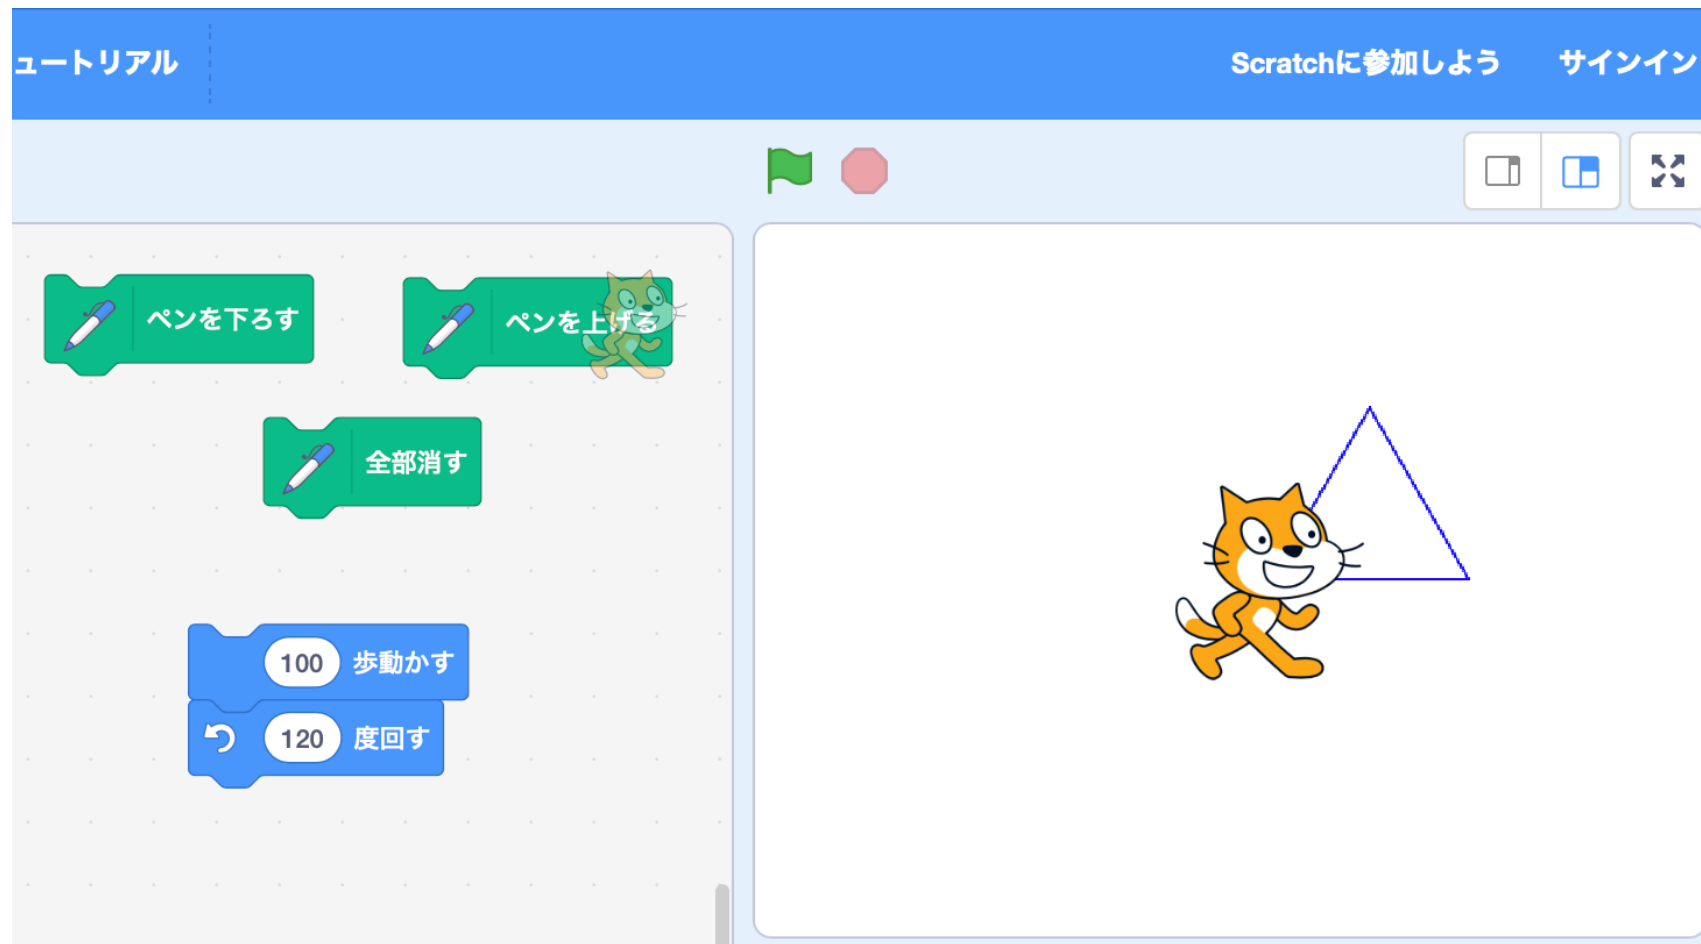 ュートリアル
Scratchに参加しよう
サインイン
ペンを下ろす
ペンを上げる
全部消す
100 歩動かす
120 度回す